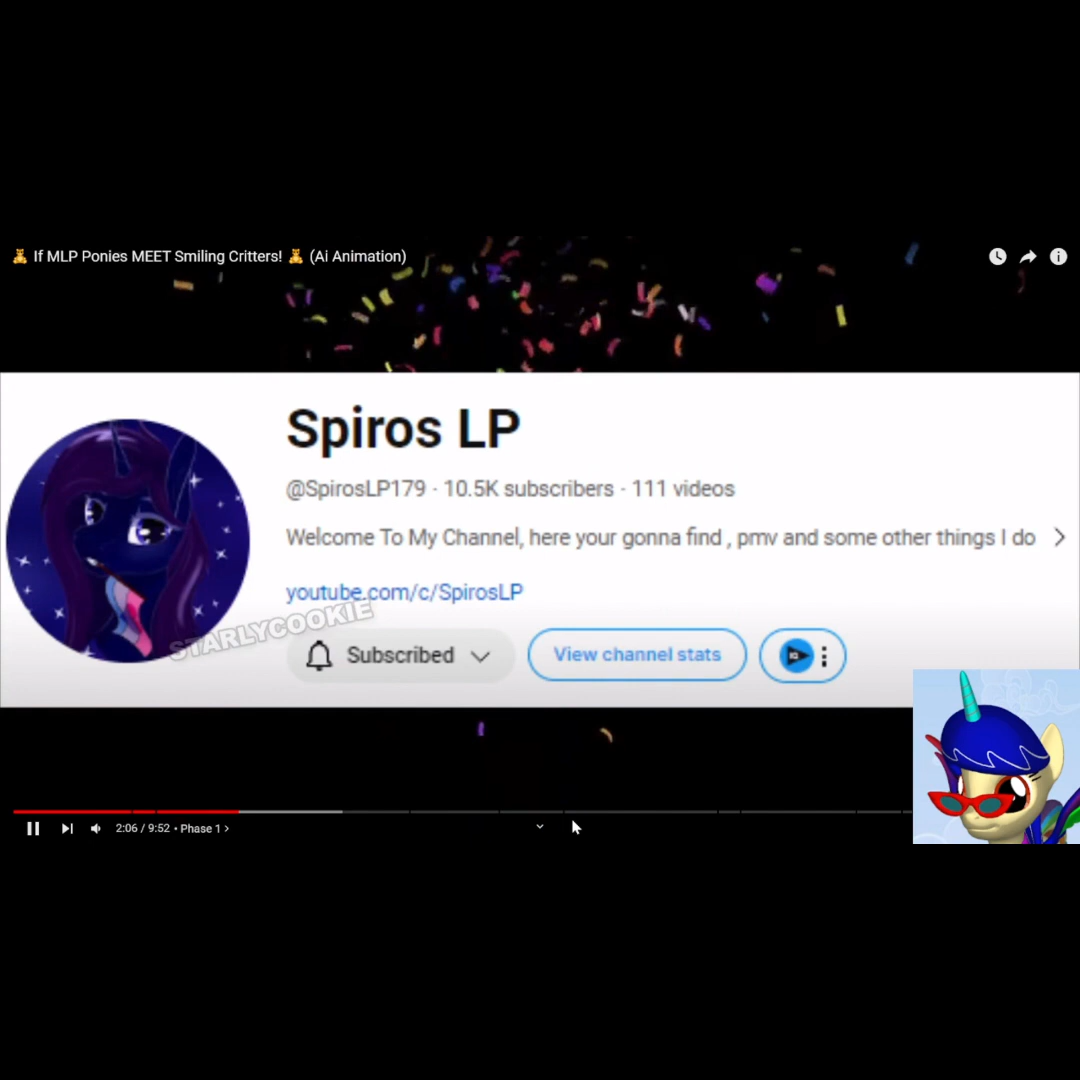 🧸 If MLP Ponies MEET Smiling Critters! 🧸 (Ai Animation)
Spiros LP
@SpirosLP179 · 10.5K subscribers · 111 videos
Welcome To My Channel, here your gonna find , pmv and some other things I do
youtube.com/c/SpirosLP
STARLYCOOKIE
Subscribed
View channel stats
2:06 / 9:52 • Phase 1